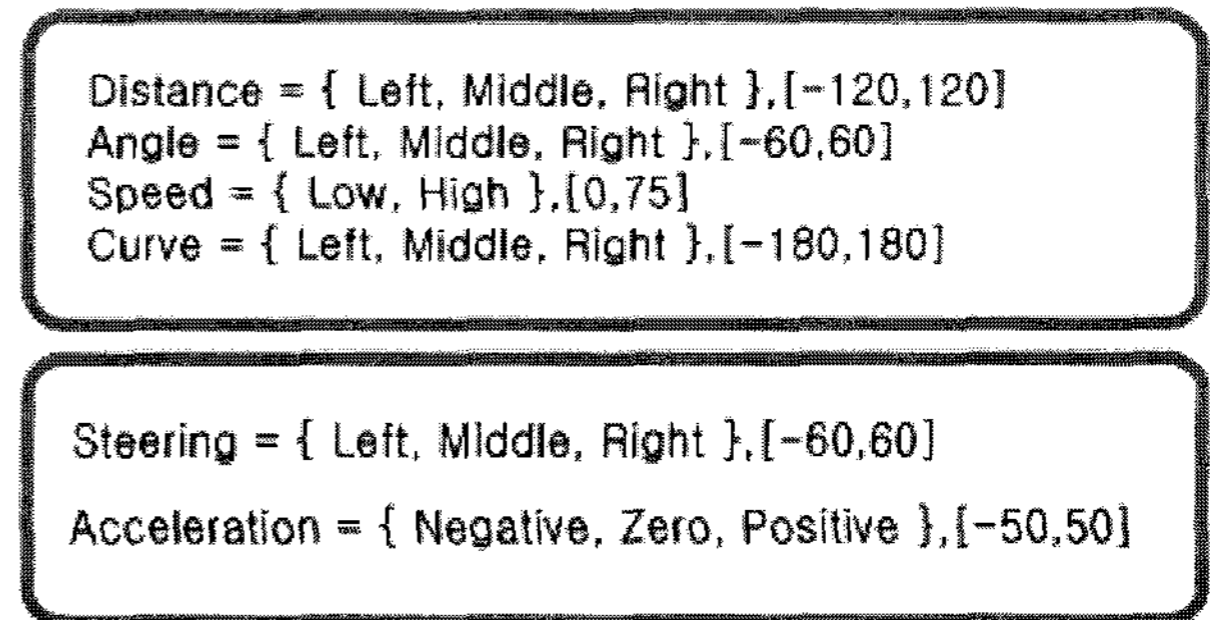 Distance = { Left, Middle, Right },[-120,120]
Angle = { Left, Middle, Right },[-60,60]
Speed = { Low, High },[0,75]
Curve = { Left, Middle, Right },[-180,180]
Steering = { Left, Middle, Right },[-60,60]
Acceleration = { Negative, Zero, Positive },[-50,50]